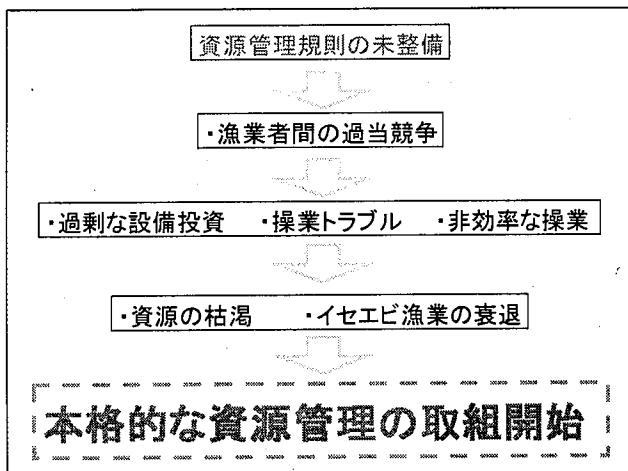 資源管理規則の未整備
・漁業者間の過当競争
・過剰な設備投資　・操業トラブル　・非効率な操業
・資源の枯渇　・イセエビ漁業の衰退
本格的な資源管理の取組開始